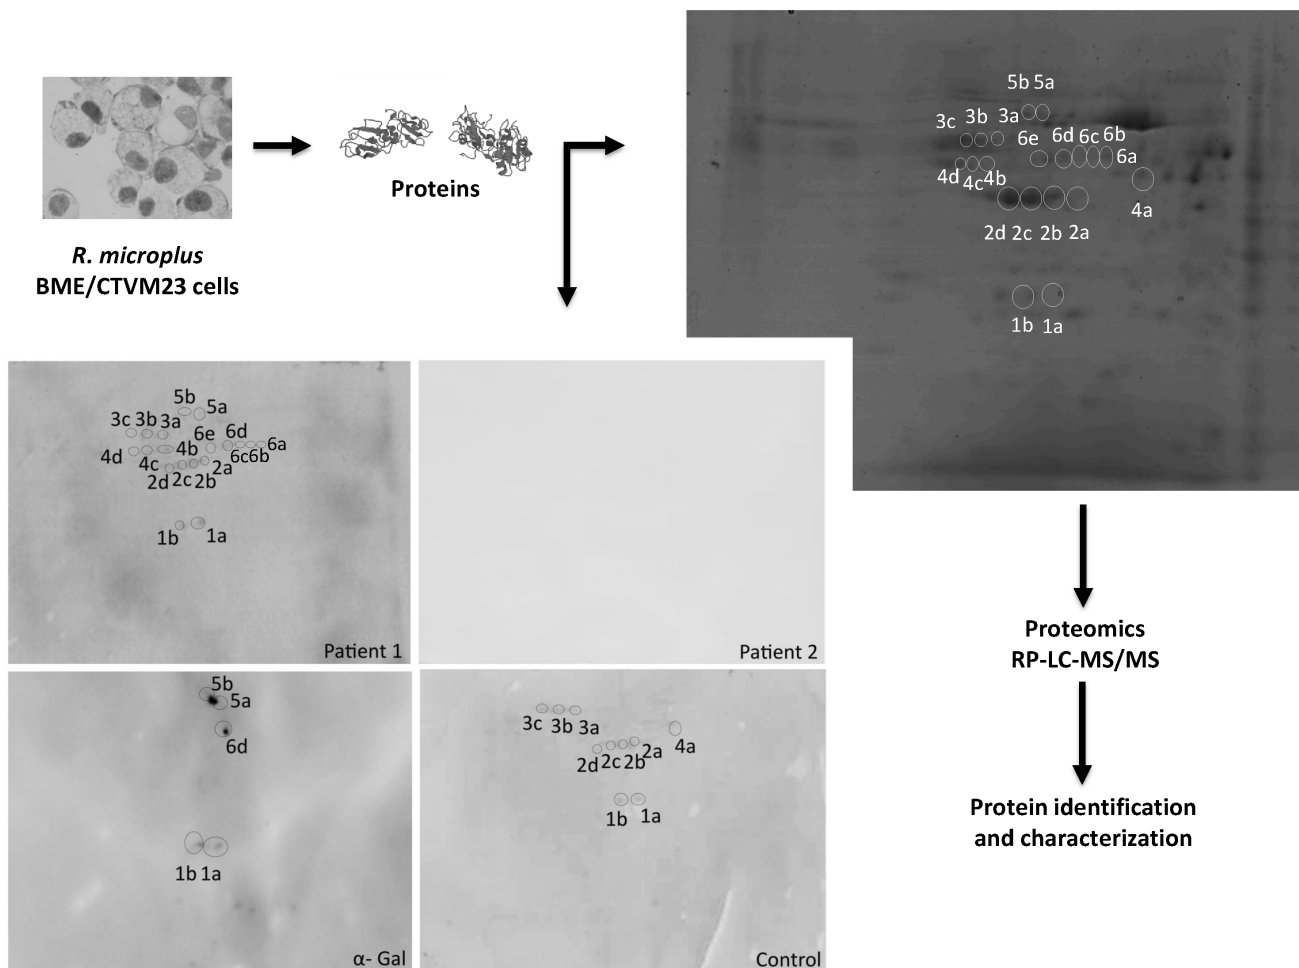 R. microplus
BME/CTVM23 cells
Proteins
5b 5a
3c 3b 3a 6e 6d 6c 6b
6a
4d 4c 4b
4a
2d 2c 2b 2a
1b 1a
5b 5a
3c 3b 3a 6e 6d
4d 4c 4b 6c 6b 6a
2d 2c 2b 2a
1b 1a
Patient 1
Patient 2
5b
5a
6d
1b 1a
α- Gal
3c 3b 3a
2d 2c 2b 2a 4a
1b 1a
Control
Proteomics
RP-LC-MS/MS
Protein identification
and characterization